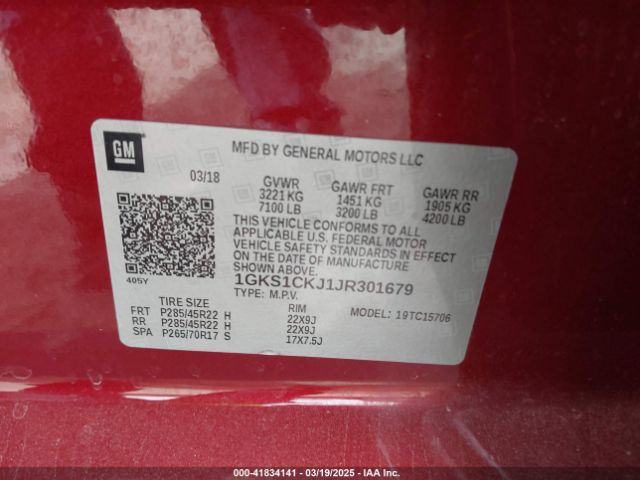 GM
MFD BY GENERAL MOTORS LLC
03/18
GVWR GAWR FRT GAWR RR
3221 KG 1451 KG 1905 KG
7100 LB 3200 LB 4200 LB
THIS VEHICLE CONFORMS TO ALL
APPLICABLE U.S. FEDERAL MOTOR
VEHICLE SAFETY STANDARDS IN EFFECT
ON THE DATE OF MANUFACTURE
SHOWN ABOVE.
1GKS1CKJ1JR301679
TYPE: M.P.V.
405Y
TIRE SIZE RIM MODEL: 19TC15706
FRT P285/45R22 H 22X9J
RR P285/45R22 H 22X9J
SPA P265/70R17 S 17X7.5J
000-41834141 — 03/19/2025 — IAA Inc.